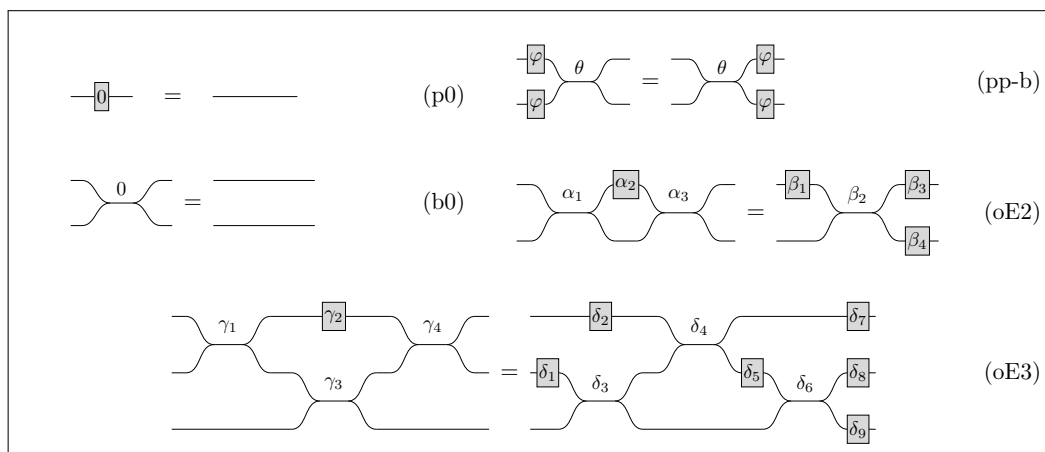 0 = (p0)
φ θ = θ φ (pp-b)
φ φ
0 = (b0)
α₁ α₂ α₃ = β₁ β₂ β₃ (oE2)
β₄
γ₁ γ₂ γ₄ = δ₂ δ₄ δ₇
γ₃ δ₁ δ₃ δ₅ δ₆ δ₈ (oE3)
δ₉